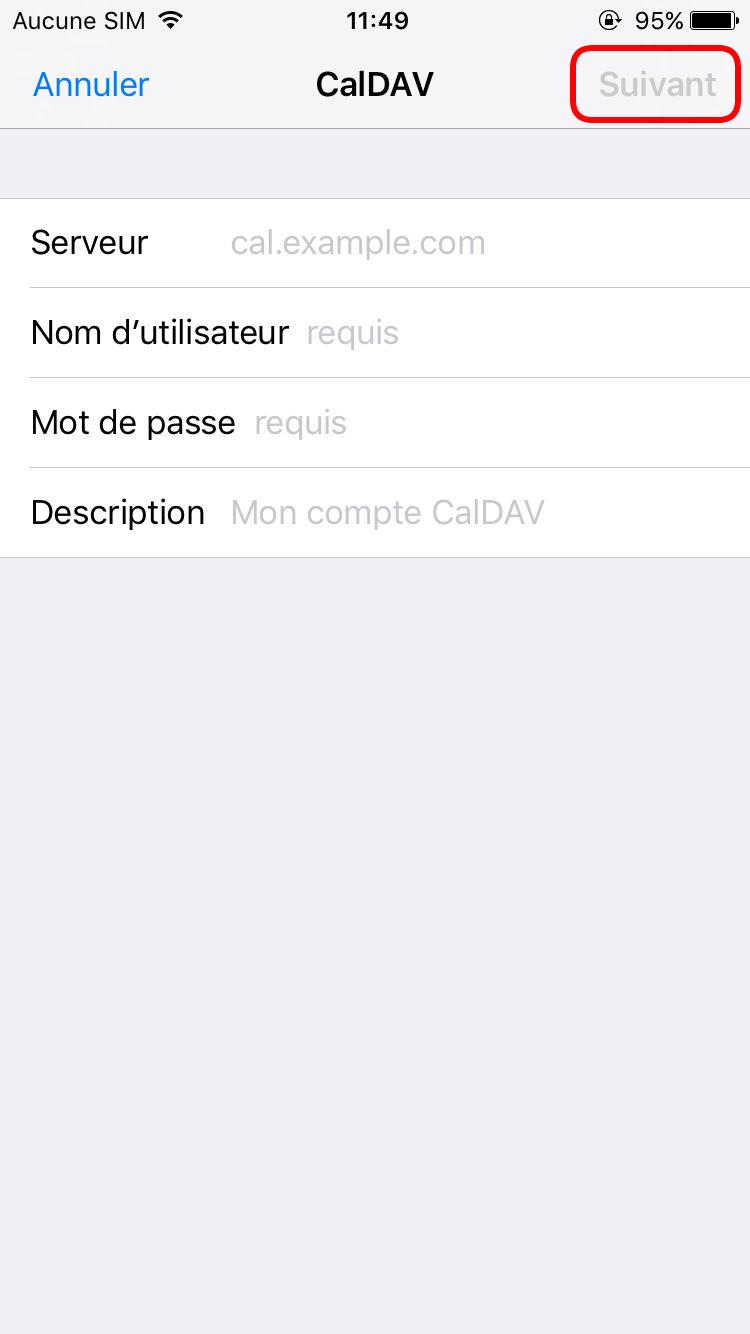 Aucune SIM 11:49 95%
Annuler CalDAV Suivant
Serveur cal.example.com
Nom d’utilisateur requis
Mot de passe requis
Description Mon compte CalDAV